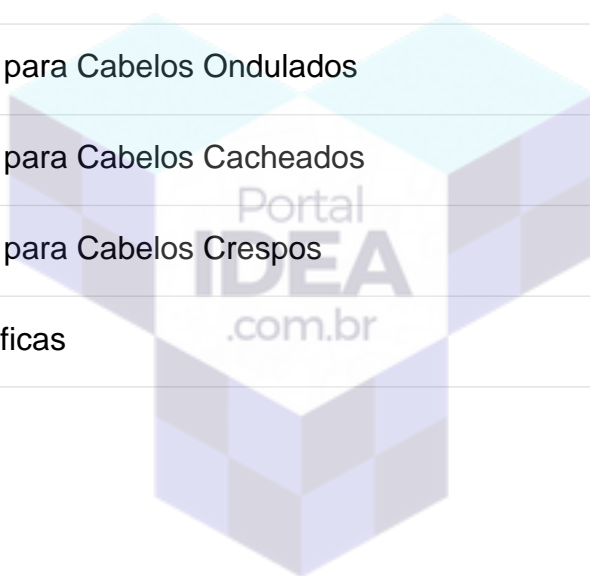 para Cabelos Ondulados
para Cabelos Cacheados
Portal
para Cabelos Crespos
IDEA
.com.br
ficas